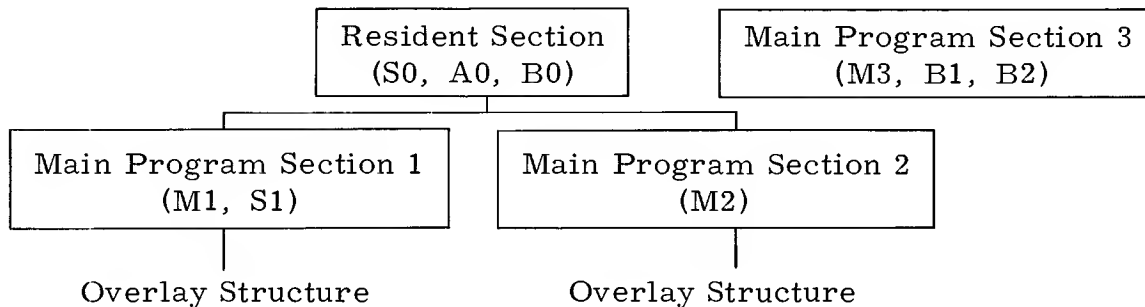 Resident Section
(S0, A0, B0)
Main Program Section 3
(M3, B1, B2)
Main Program Section 1
(M1, S1)
Main Program Section 2
(M2)
Overlay Structure
Overlay Structure